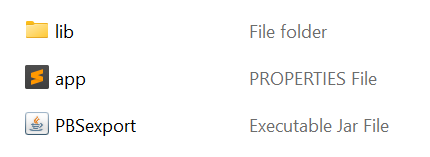 lib File folder
app PROPERTIES File
PBSexport Executable Jar File